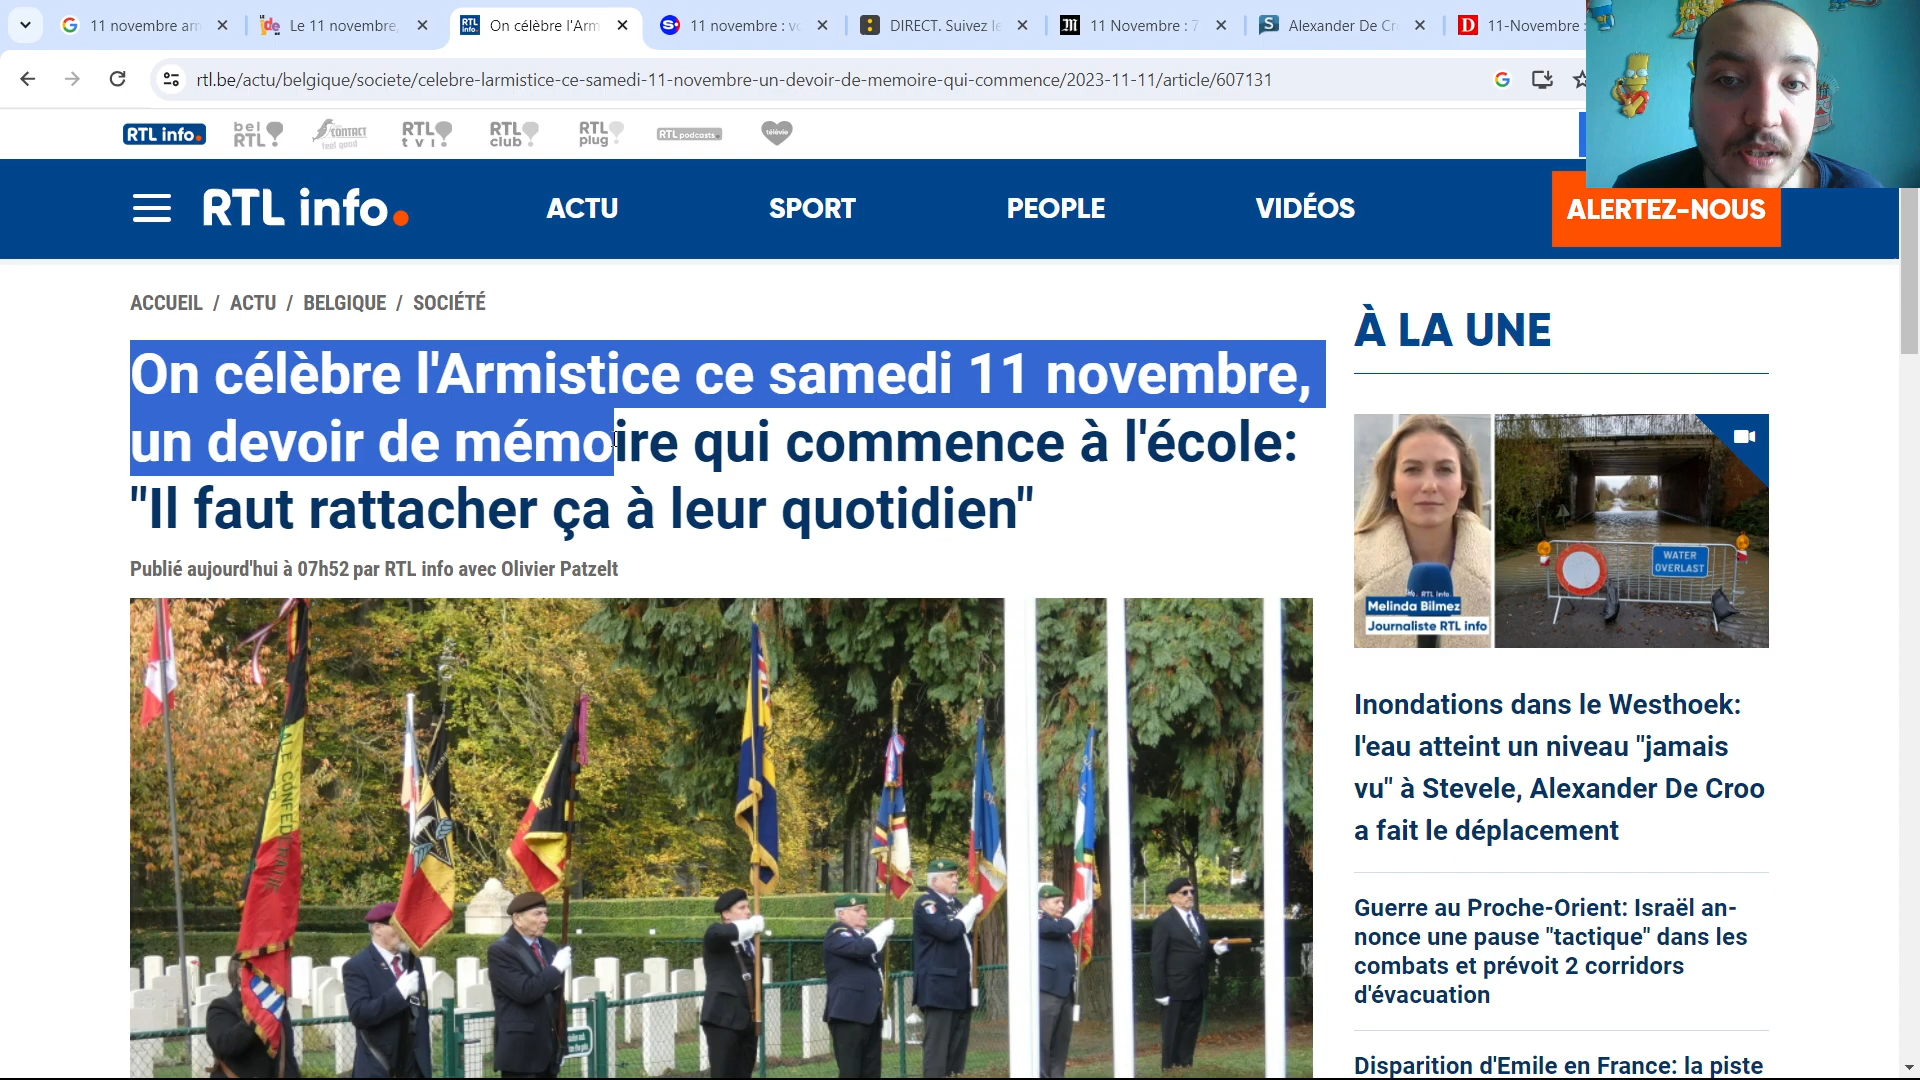 11 novembre arm
Le 11 novembre,
On célèbre l'Arm
11 novembre : vo
DIRECT. Suivez le
11 Novembre : 7
Alexander De Cr
11-Novembre :
rtl.be/actu/belgique/societe/celebre-larmistice-ce-samedi-11-novembre-un-devoir-de-memoire-qui-commence/2023-11-11/article/607131
RTL info.
bel RTL
CONTACT feel good
RTL tvi
RTL club
RTL plug
RTL podcasts
télévie
RTL info.
ACTU
SPORT
PEOPLE
VIDÉOS
ALERTEZ-NOUS
ACCUEIL / ACTU / BELGIQUE / SOCIÉTÉ
On célèbre l'Armistice ce samedi 11 novembre,
un devoir de mémoire qui commence à l'école:
"Il faut rattacher ça à leur quotidien"
Publié aujourd'hui à 07h52 par RTL info avec Olivier Patzelt
À LA UNE
WATER
OVERLAST
Melinda Bilmez
Journaliste RTL info
Inondations dans le Westhoek:
l'eau atteint un niveau "jamais
vu" à Stevele, Alexander De Croo
a fait le déplacement
Guerre au Proche-Orient: Israël an-
nonce une pause "tactique" dans les
combats et prévoit 2 corridors
d'évacuation
Disparition d'Emile en France: la piste